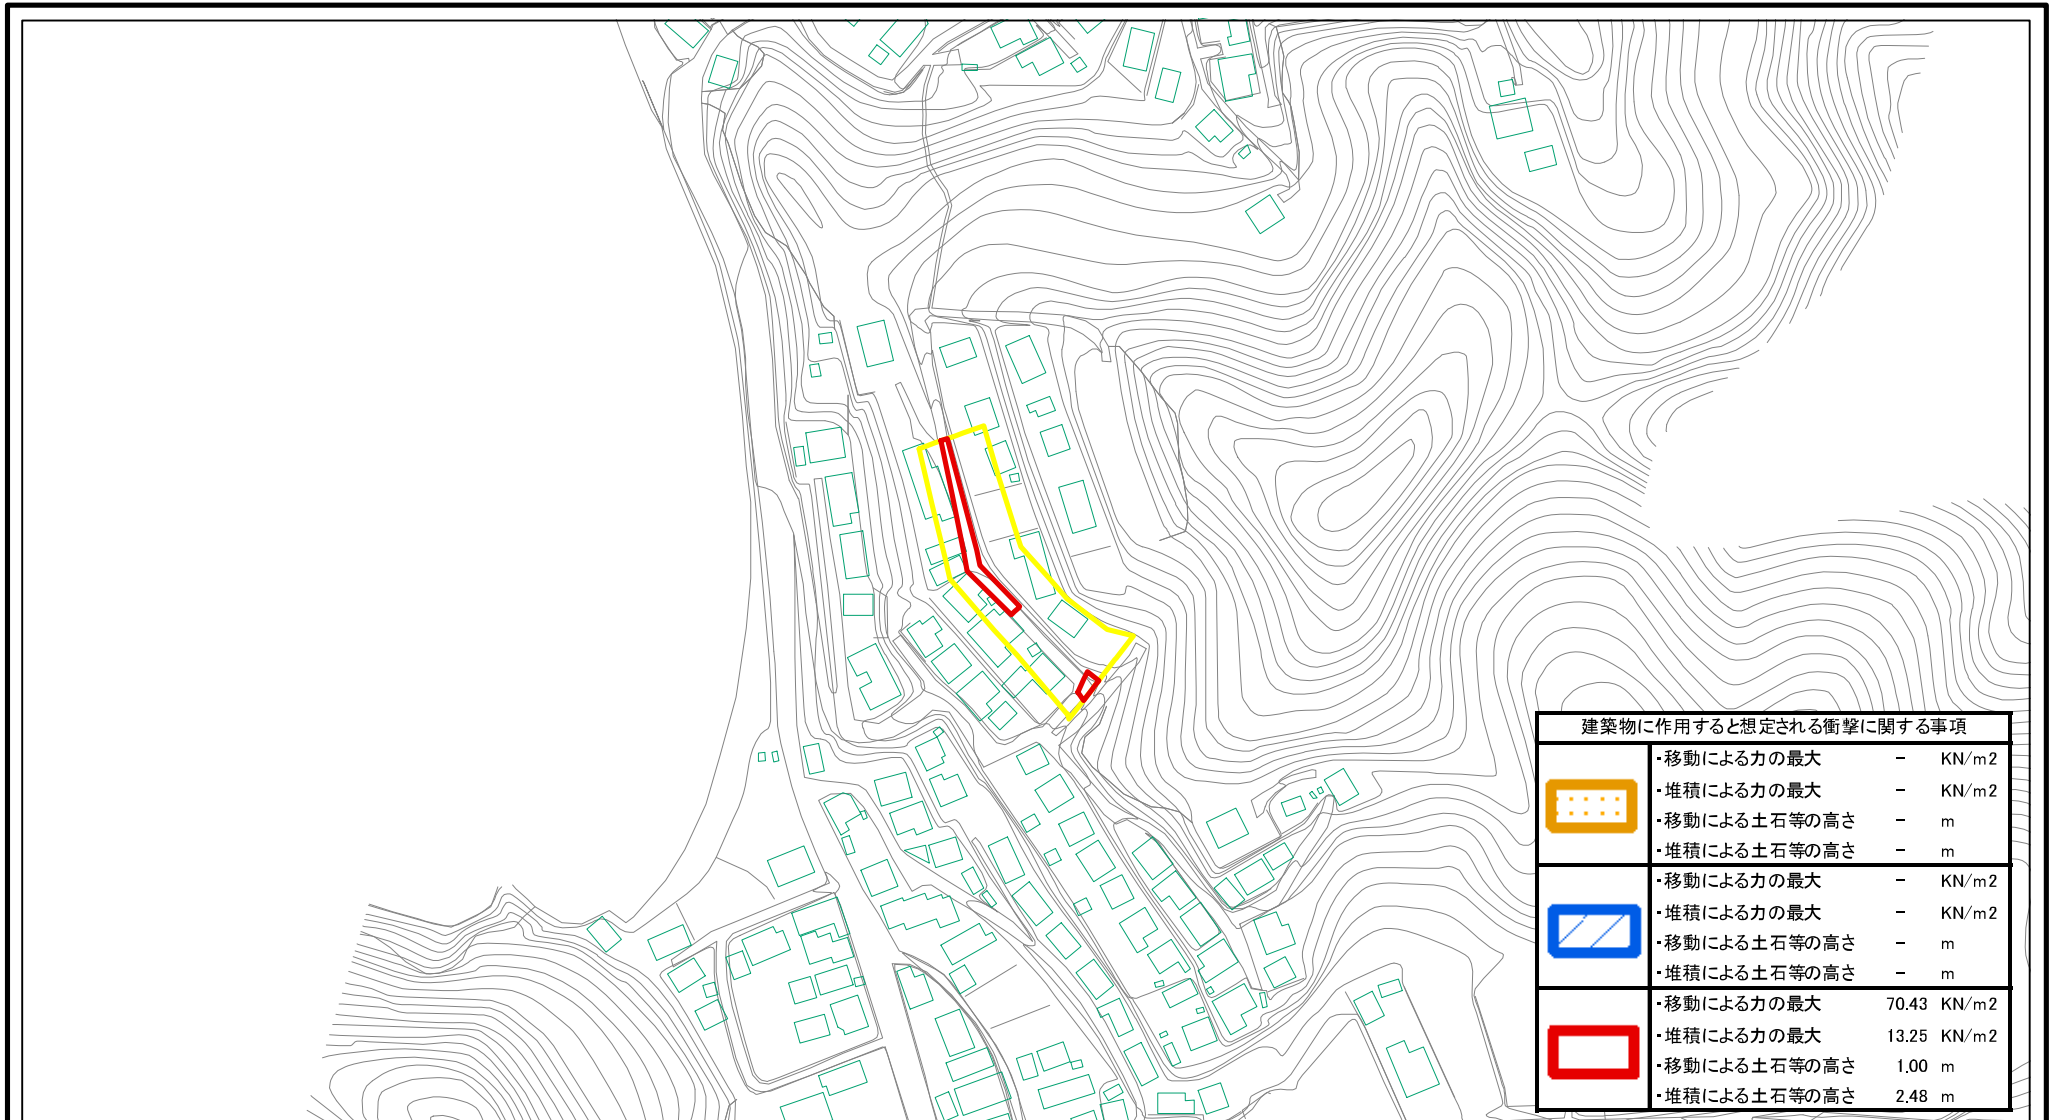 建築物に作用すると想定される衝撃に関する事項
・移動による力の最大 - KN/m2
・堆積による力の最大 - KN/m2
・移動による土石等の高さ - m
・堆積による土石等の高さ - m
・移動による力の最大 - KN/m2
・堆積による力の最大 - KN/m2
・移動による土石等の高さ - m
・堆積による土石等の高さ - m
・移動による力の最大 70.43 KN/m2
・堆積による力の最大 13.25 KN/m2
・移動による土石等の高さ 1.00 m
・堆積による土石等の高さ 2.48 m